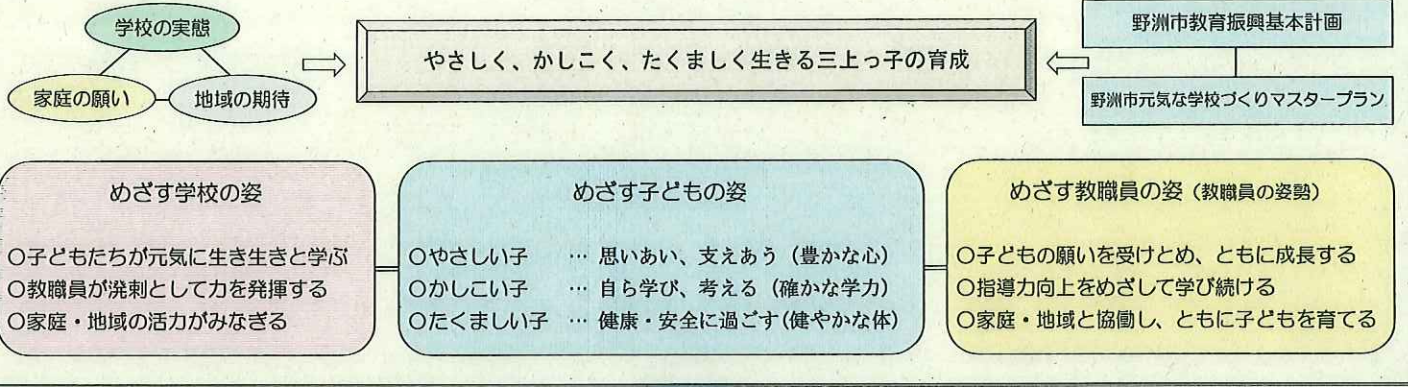 学校の実態
家庭の願い
地域の期待
やさしく、かしこく、たくましく生きる三上っ子の育成
野洲市教育振興基本計画
野洲市元気な学校づくりマスタープラン
めざす学校の姿
○子どもたちが元気に生き生きと学ぶ
○教職員が溌剌として力を発揮する
○家庭・地域の活力がみなぎる
めざす子どもの姿
○やさしい子 … 思いあい、支えあう（豊かな心）
○かしこい子 … 自ら学び、考える（確かな学力）
○たくましい子 … 健康・安全に過ごす（健やかな体）
めざす教職員の姿（教職員の姿勢）
○子どもの願いを受けとめ、ともに成長する
○指導力向上をめざして学び続ける
○家庭・地域と協働し、ともに子どもを育てる